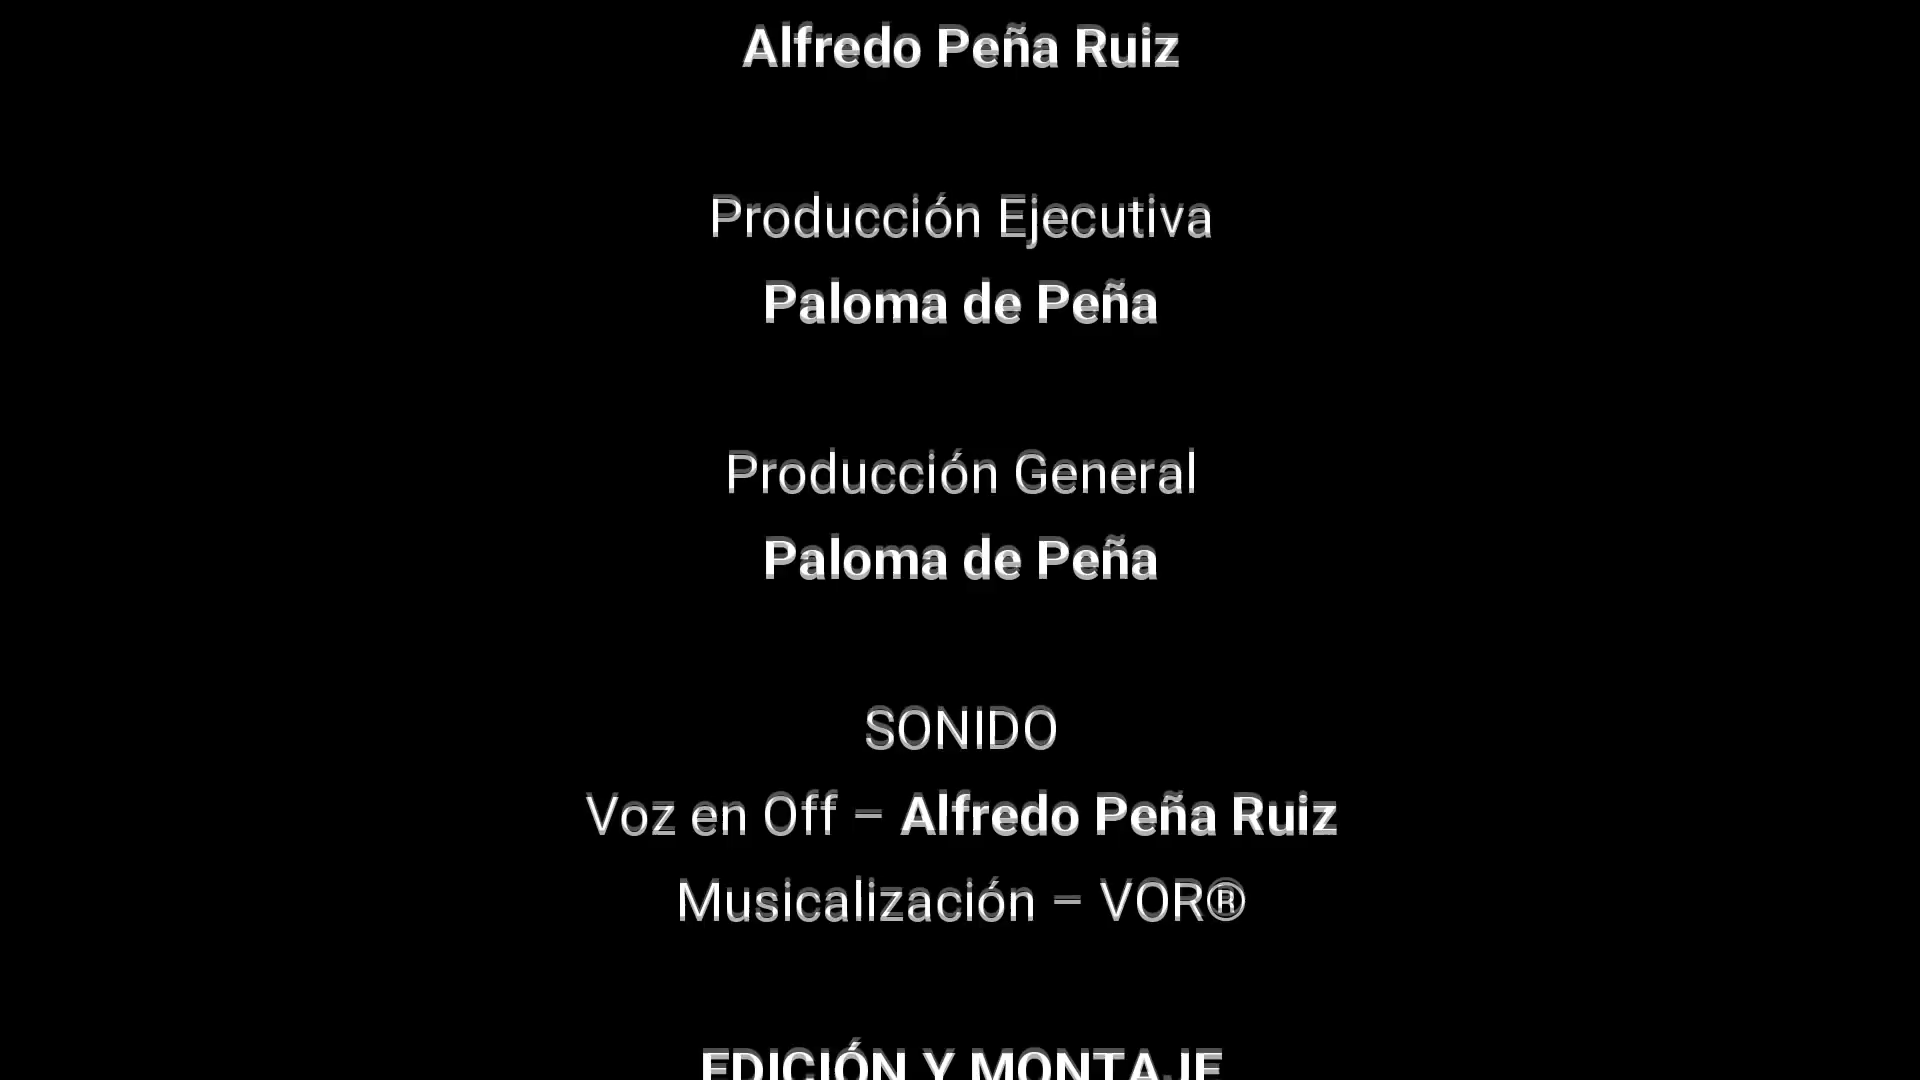 Alfredo Peña Ruiz
Producción Ejecutiva
Paloma de Peña
Producción General
Paloma de Peña
SONIDO
Voz en Off – Alfredo Peña Ruiz
Musicalización – VOR®
EDICIÓN Y MONTAJE